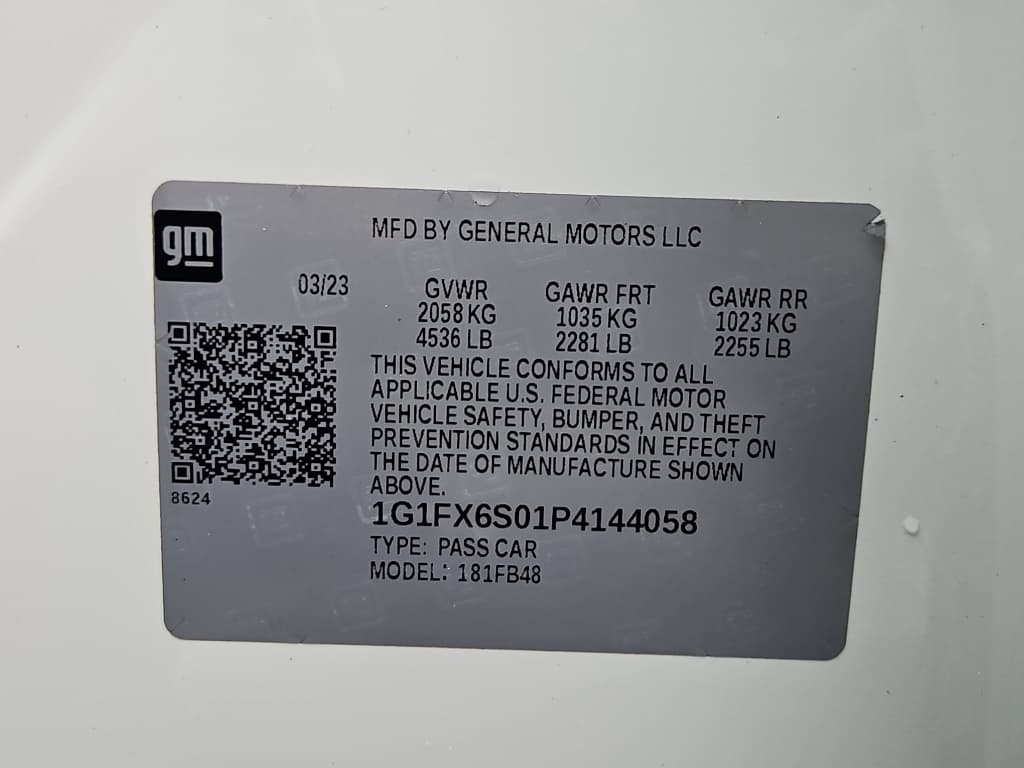 gm
MFD BY GENERAL MOTORS LLC
03/23
GVWR GAWR FRT GAWR RR
2058 KG 1035 KG 1023 KG
4536 LB 2281 LB 2255 LB
THIS VEHICLE CONFORMS TO ALL
APPLICABLE U.S. FEDERAL MOTOR
VEHICLE SAFETY, BUMPER, AND THEFT
PREVENTION STANDARDS IN EFFECT ON
THE DATE OF MANUFACTURE SHOWN
ABOVE.
8624
1G1FX6S01P4144058
TYPE: PASS CAR
MODEL: 181FB48